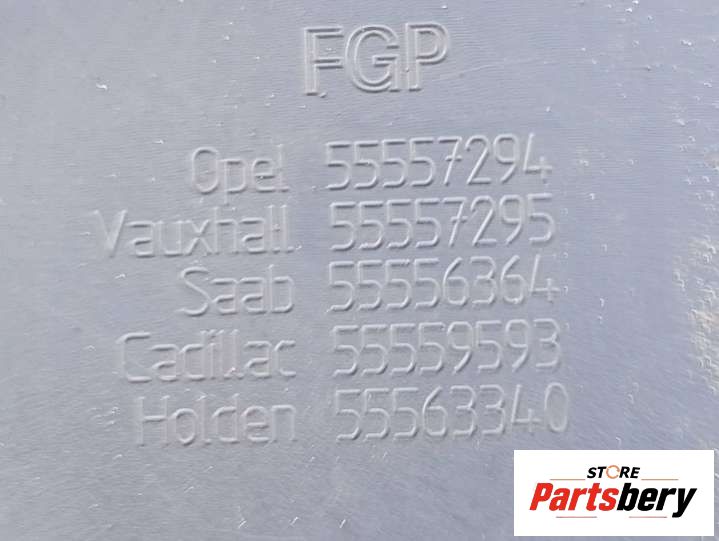 FGP
Opel 55557294
Vauxhall 55557295
Saab 55556364
Cadillac 55559593
Holden 55563340
STORE
Partsbery